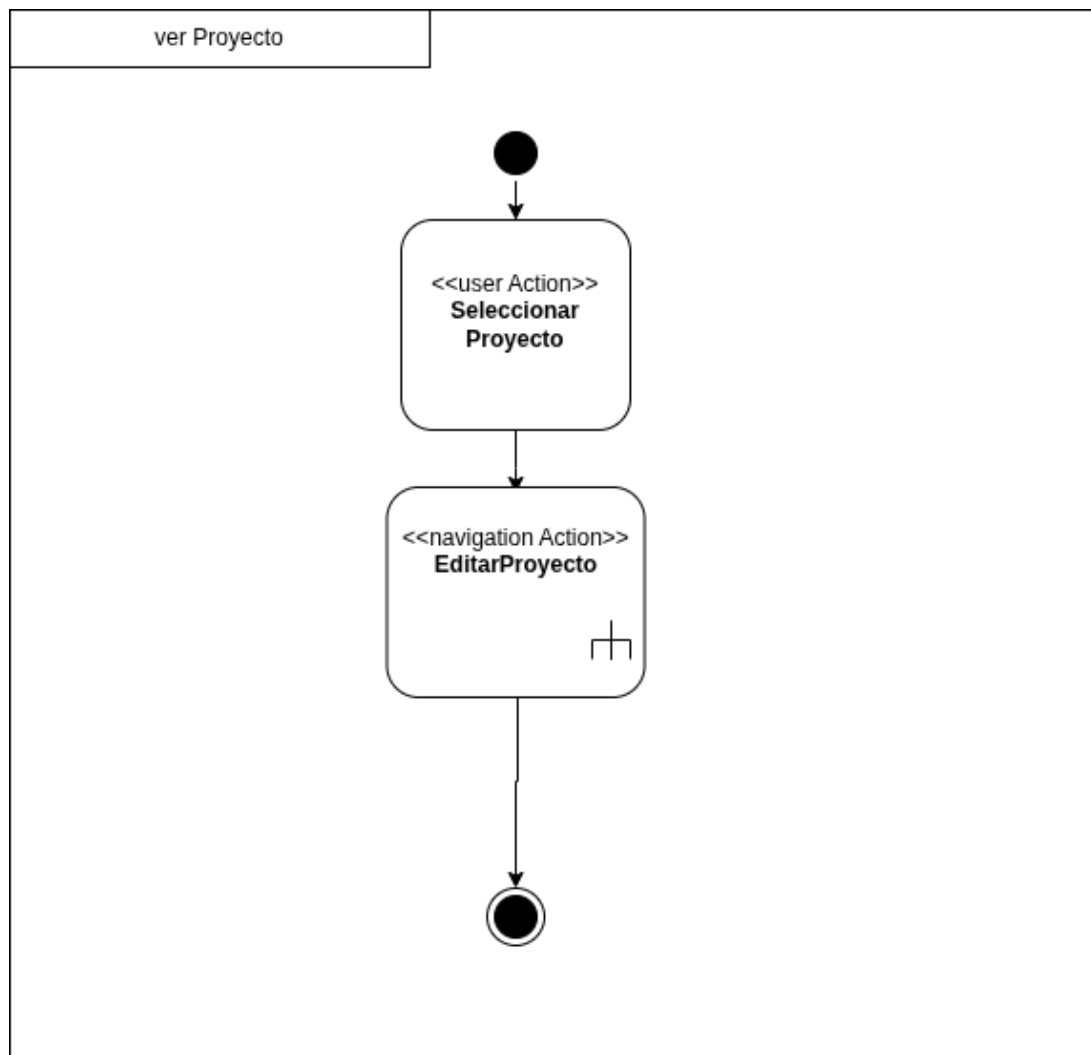 ver Proyecto
<<user Action>>
Seleccionar
Proyecto
<<navigation Action>>
EditarProyecto